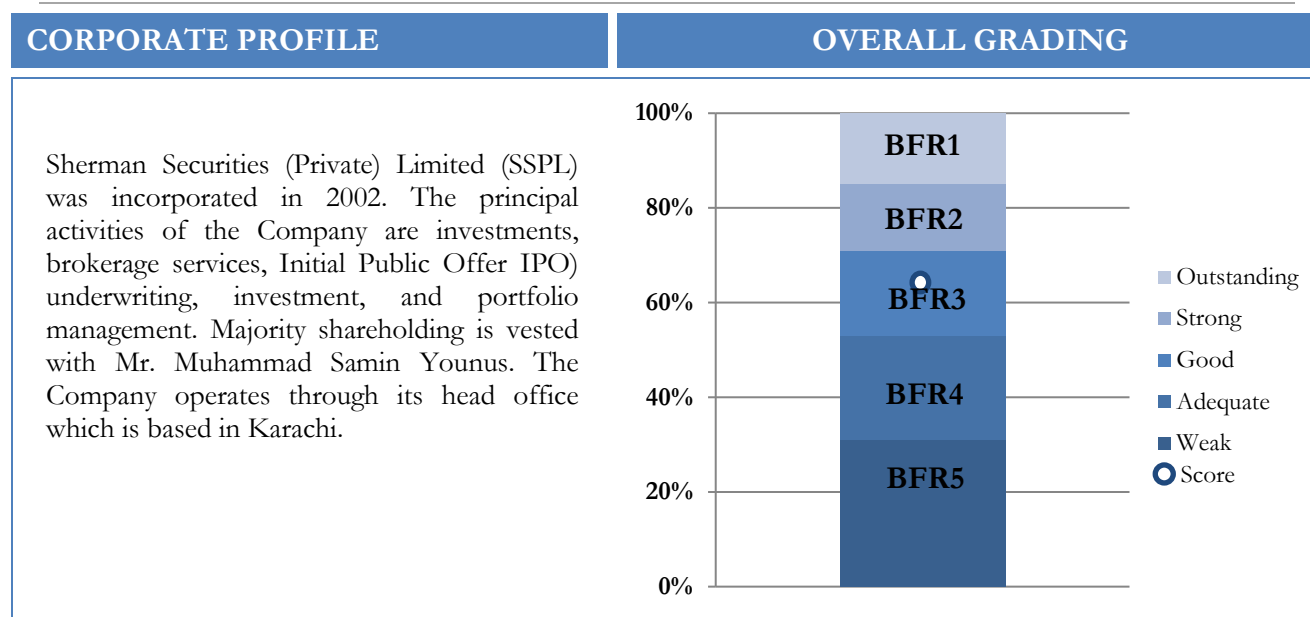 CORPORATE PROFILE
OVERALL GRADING
Sherman Securities (Private) Limited (SSPL)
was incorporated in 2002. The principal
activities of the Company are investments,
brokerage services, Initial Public Offer IPO)
underwriting, investment, and portfolio
management. Majority shareholding is vested
with Mr. Muhammad Samin Younus. The
Company operates through its head office
which is based in Karachi.
100%
80%
60%
40%
20%
0%
BFR1
BFR2
BFR3
BFR4
BFR5
Outstanding
Strong
Good
Adequate
Weak
Score